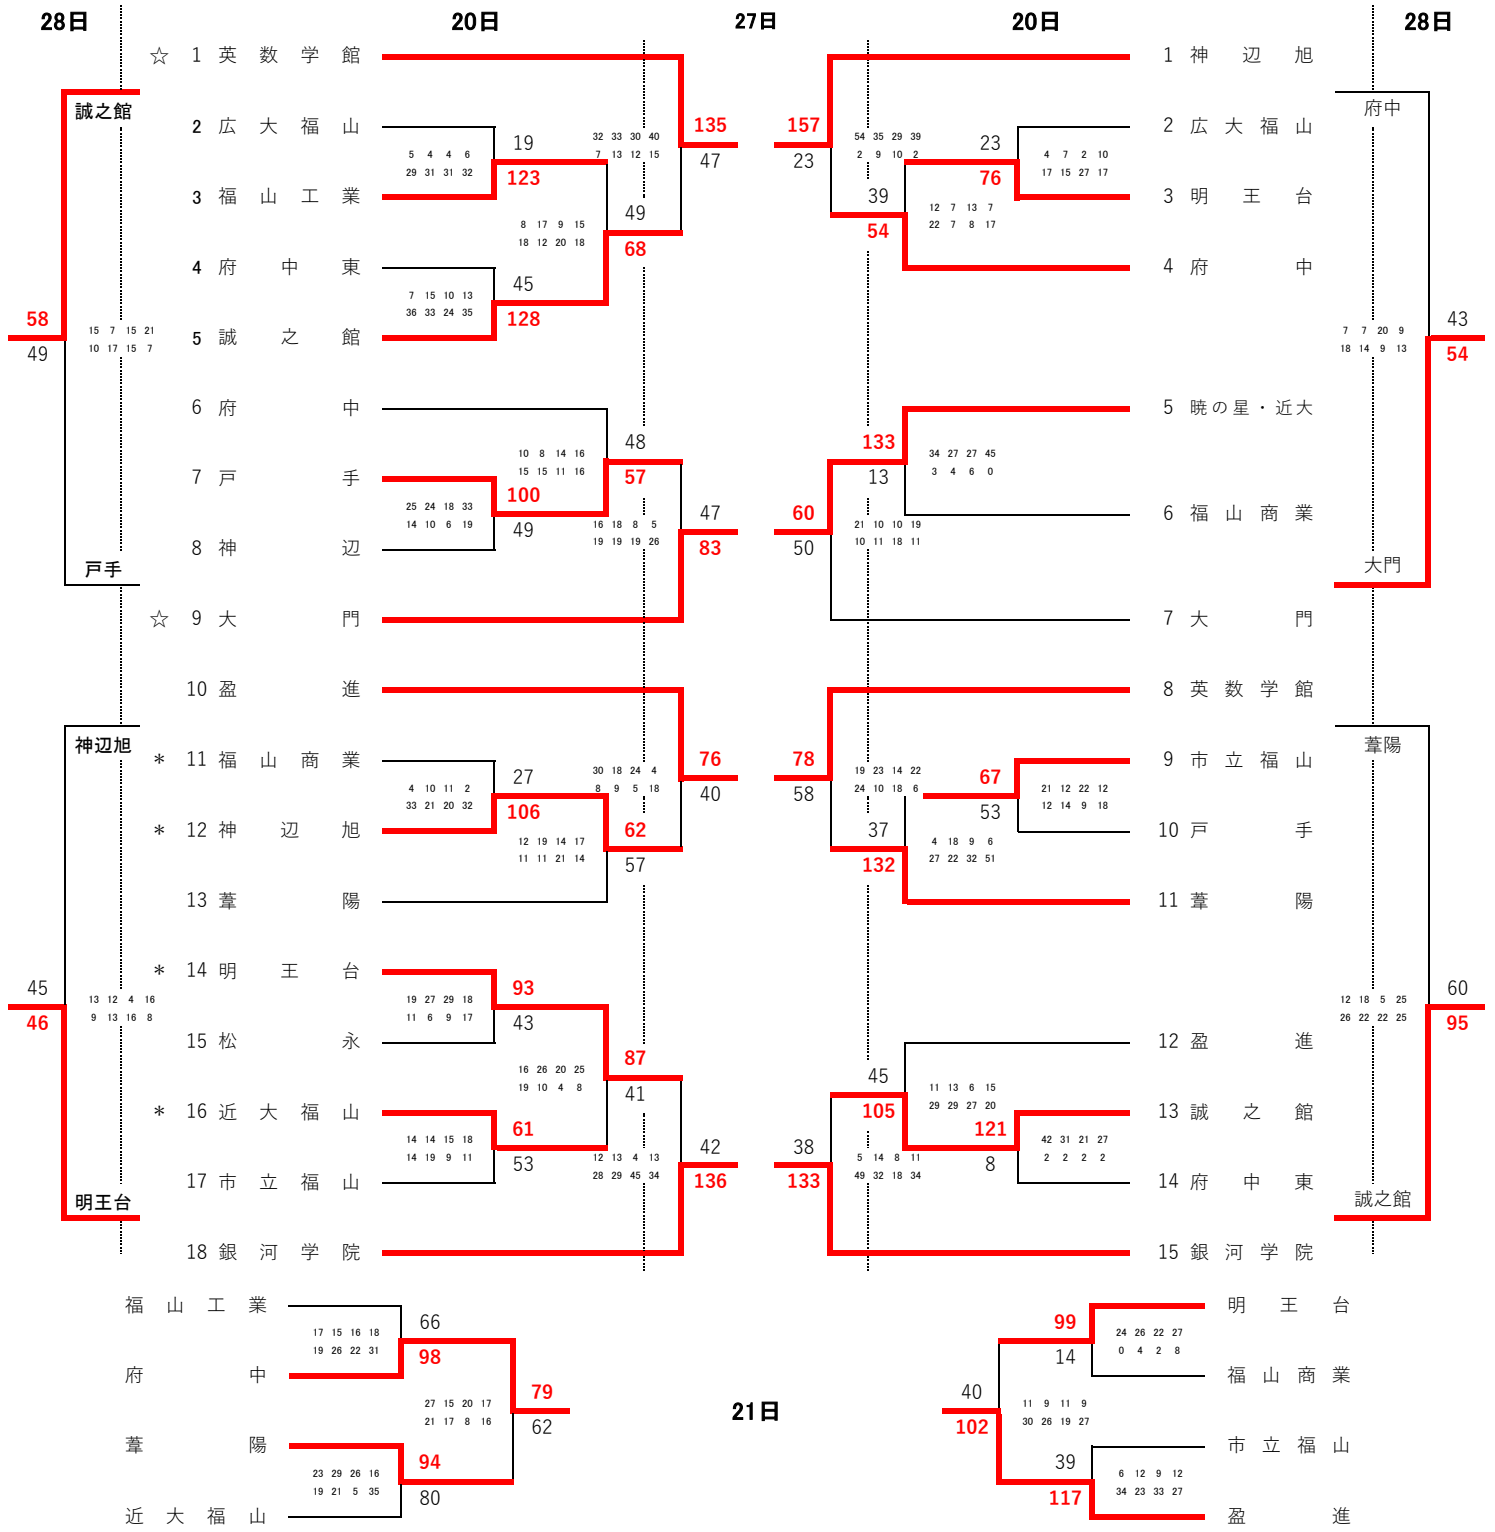 28日 20日 27日 20日 28日
☆ 1 英数学館
誠之館
2 広大福山
5 4 4 6
29 31 31 32
19
123
3 福山工業
8 17 9 15
18 12 20 18
49
68
4 府中東
7 15 10 13
36 33 24 35
45
128
5 誠之館
32 33 30 40
7 13 12 15
135
47
58
49
15 7 15 21
10 17 15 7
6 府中
10 8 14 16
15 15 11 16
48
57
7 戸手
25 24 18 33
14 10 6 19
100
49
8 神辺
16 18 8 5
19 19 19 26
47
83
戸手
☆ 9 大門
10 盈進
神辺旭
* 11 福山商業
4 10 11 2
33 21 20 32
27
106
* 12 神辺旭
30 18 24 4
8 9 5 18
76
40
12 19 14 17
11 11 21 14
62
57
13 葦陽
* 14 明王台
19 27 29 18
11 6 9 17
93
43
15 松永
45
46
13 12 4 16
9 13 16 8
16 26 20 25
19 10 4 8
87
41
* 16 近大福山
14 14 15 18
14 19 9 11
61
53
17 市立福山
12 13 4 13
28 29 45 34
42
136
明王台
18 銀河学院
1 神辺旭
府中
157
23
54 35 29 39
2 9 10 2
2 広大福山
23
76
4 7 2 10
17 15 27 17
3 明王台
39
54
12 7 13 7
22 7 8 17
4 府中
7 7 20 9
18 14 9 13
43
54
5 暁の星・近大
133
13
34 27 27 45
3 4 6 0
6 福山商業
60
50
21 10 10 19
10 11 18 11
大門
7 大門
8 英数学館
葦陽
78
58
19 23 14 22
24 10 18 6
9 市立福山
67
53
21 12 22 12
12 14 9 18
10 戸手
37
132
4 18 9 6
27 22 32 51
11 葦陽
12 18 5 25
26 22 22 25
60
95
12 盈進
45
105
11 13 6 15
29 29 27 20
13 誠之館
121
8
42 31 21 27
2 2 2 2
14 府中東
38
133
5 14 8 11
49 32 18 34
誠之館
15 銀河学院
福山工業
17 15 16 18
19 26 22 31
66
98
府中
27 15 20 17
21 17 8 16
79
62
葦陽
23 29 26 16
19 21 5 35
94
80
近大福山
21日
明王台
99
14
24 26 22 27
0 4 2 8
福山商業
40
102
11 9 11 9
30 26 19 27
市立福山
39
117
6 12 9 12
34 23 33 27
盈進